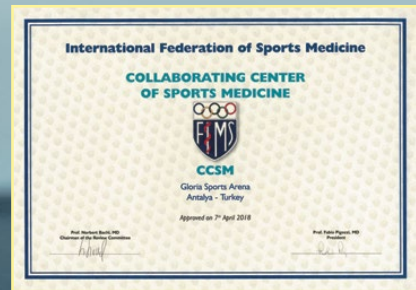 International Federation of Sports Medicine
COLLABORATING CENTER
OF SPORTS MEDICINE
FIMS
CCSM
Gloria Sports Arena
Antalya - Turkey
Approved on 7th April 2018
Prof. Norbert Bachl, MD
Chairman of the Review Committee
Prof. Fabio Pigozzi, MD
President